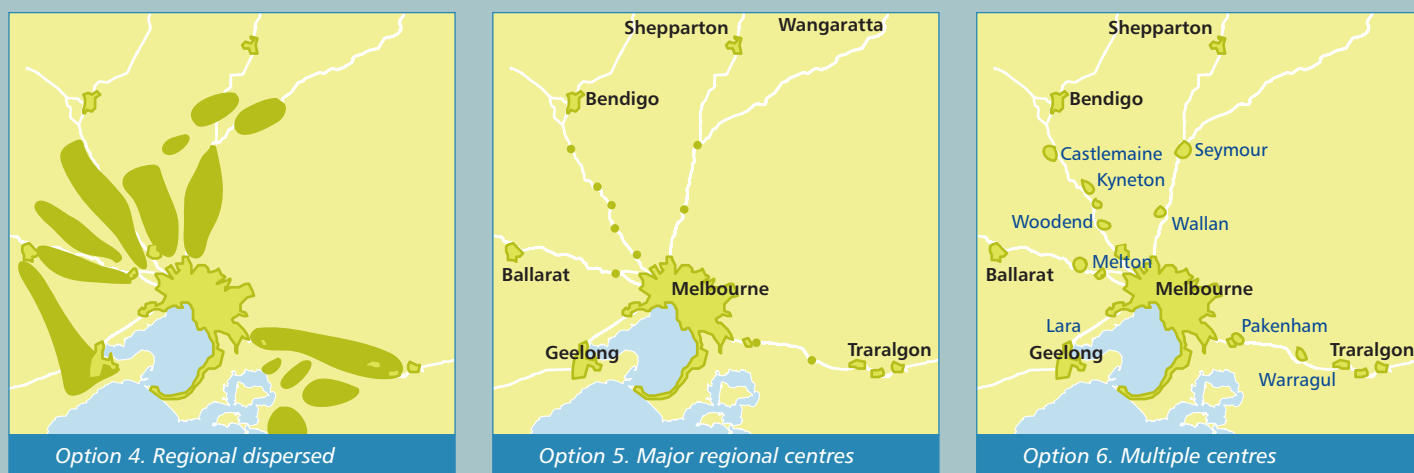 Option 4. Regional dispersed
Shepparton
Wangaratta
Bendigo
Ballarat
Melbourne
Geelong
Traralgon
Option 5. Major regional centres
Shepparton
Bendigo
Castlemaine
Seymour
Kyneton
Woodend
Wallan
Melton
Ballarat
Melbourne
Lara
Pakenham
Geelong
Traralgon
Warragul
Option 6. Multiple centres